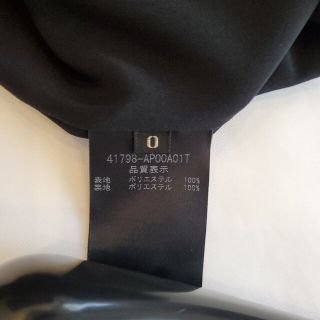 0
41798-AP00A01T
品質表示
表地 ポリエステル 100%
裏地 ポリエステル 100%